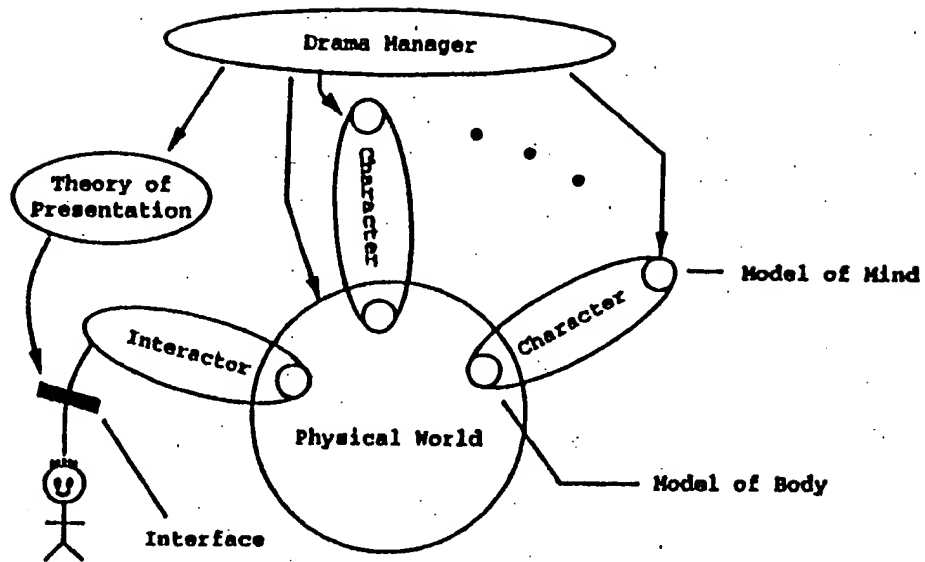 Drama Manager
Theory of
Presentation
Character
Interactor
Character
Model of Mind
Physical World
Model of Body
Interface